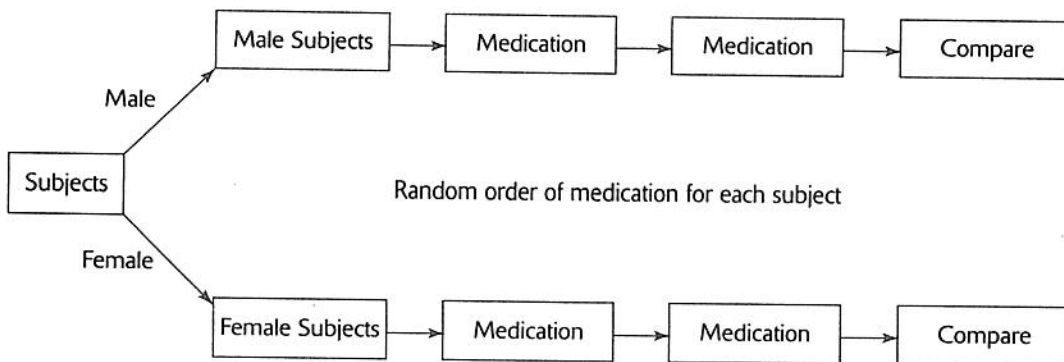 Male Subjects
Medication
Medication
Compare
Male
Subjects
Random order of medication for each subject
Female
Female Subjects
Medication
Medication
Compare